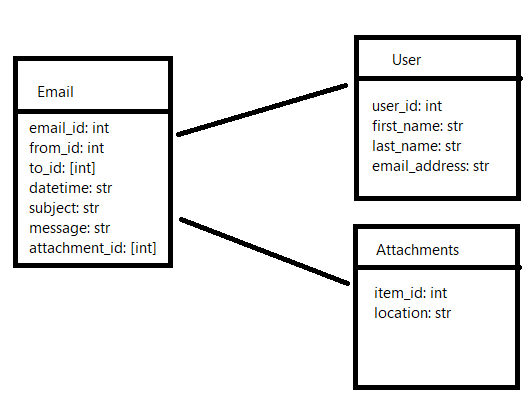 Email
email_id: int
from_id: int
to_id: [int]
datetime: str
subject: str
message: str
attachment_id: [int]
User
user_id: int
first_name: str
last_name: str
email_address: str
Attachments
item_id: int
location: str